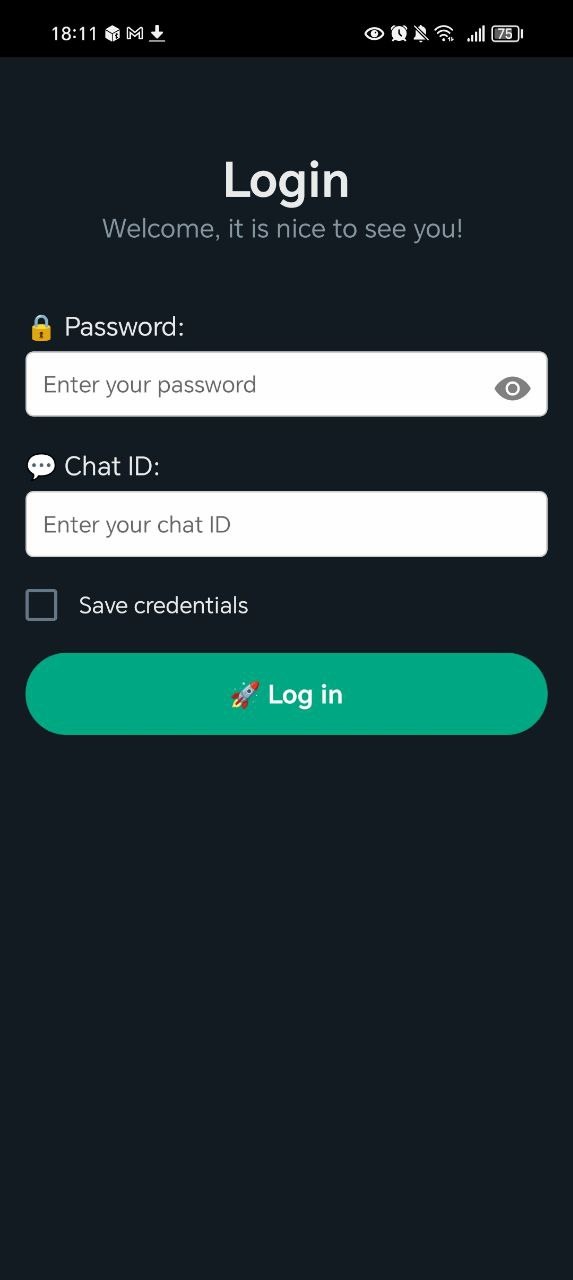 18:11
75
Login
Welcome, it is nice to see you!
🔒 Password:
Enter your password
💬 Chat ID:
Enter your chat ID
Save credentials
🚀 Log in